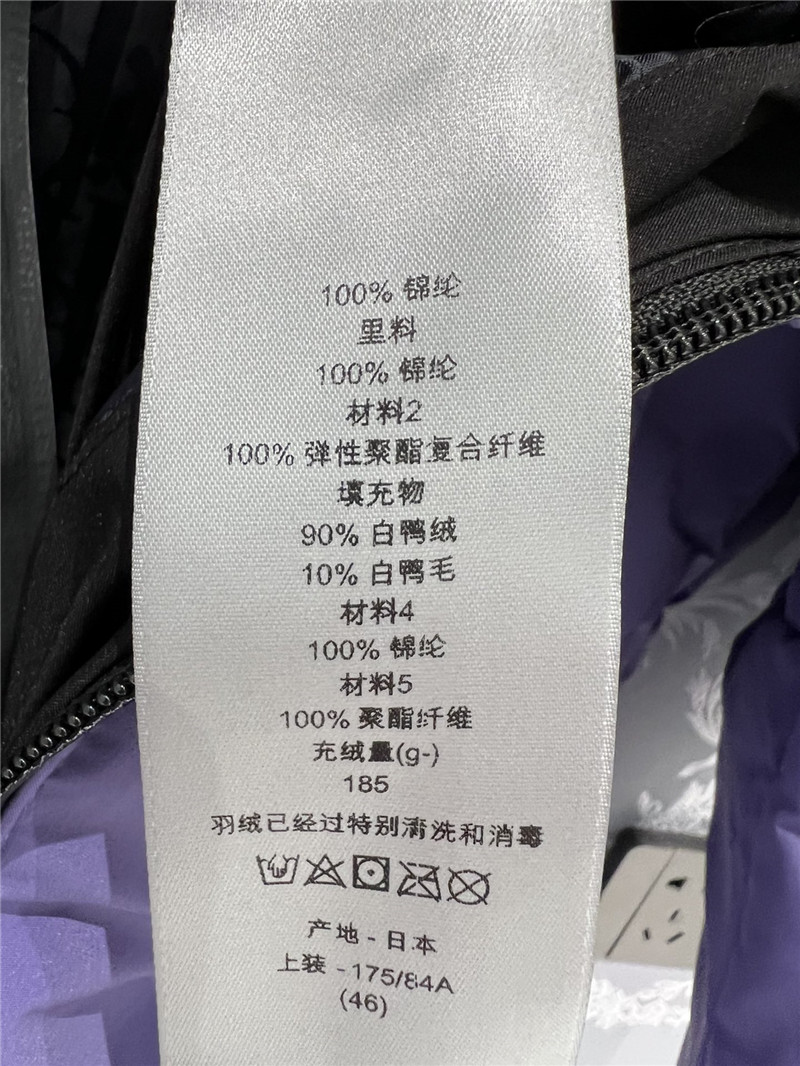 100% 锦纶
里料
100% 锦纶
材料2
100% 弹性聚酯复合纤维
填充物
90% 白鸭绒
10% 白鸭毛
材料4
100% 锦纶
材料5
100% 聚酯纤维
充绒量(g-)
185
羽绒已经过特别清洗和消毒
产地 - 日本
上装 -175/84A
(46)